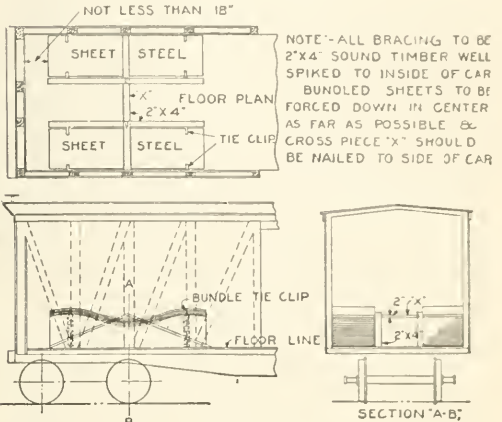 NOT LESS THAN 18"
SHEET STEEL
"X"
FLOOR PLAN
2"X4"
TIE CLIP
SHEET STEEL
NOTE:-ALL BRACING TO BE
2"X4" SOUND TIMBER WELL
SPIKED TO INSIDE OF CAR
BUNDLED SHEETS TO BE
FORCED DOWN IN CENTER
AS FAR AS POSSIBLE &
CROSS PIECE "X" SHOULD
BE NAILED TO SIDE OF CAR
A
BUNDLE TIE CLIP
FLOOR LINE
B
2" "X"
2"X4"
SECTION "A-B"